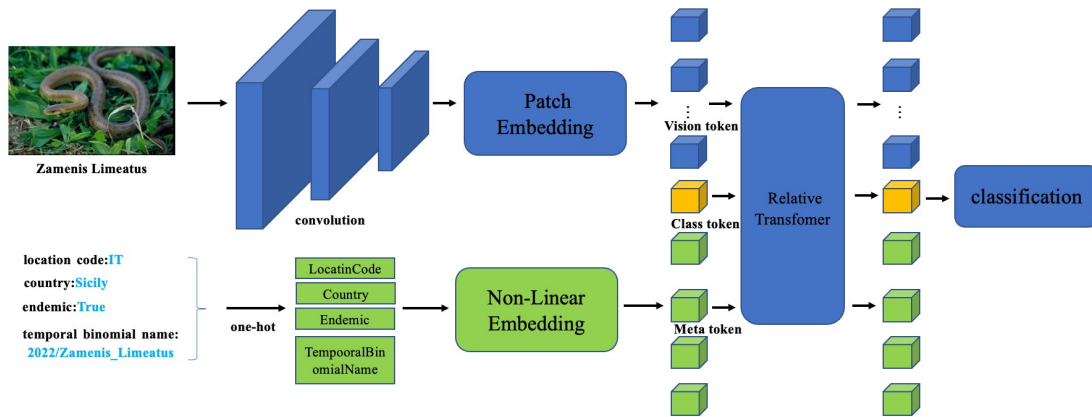 Zamenis Limeatus
convolution
Patch
Embedding
⋮
Vision token
Class token
Relative
Transfomer
⋮
classification
location code:IT
country:Sicily
endemic:True
temporal binomial name:
2022/Zamenis_Limeatus
one-hot
LocatinCode
Country
Endemic
TempooralBin
omialName
Non-Linear
Embedding
Meta token